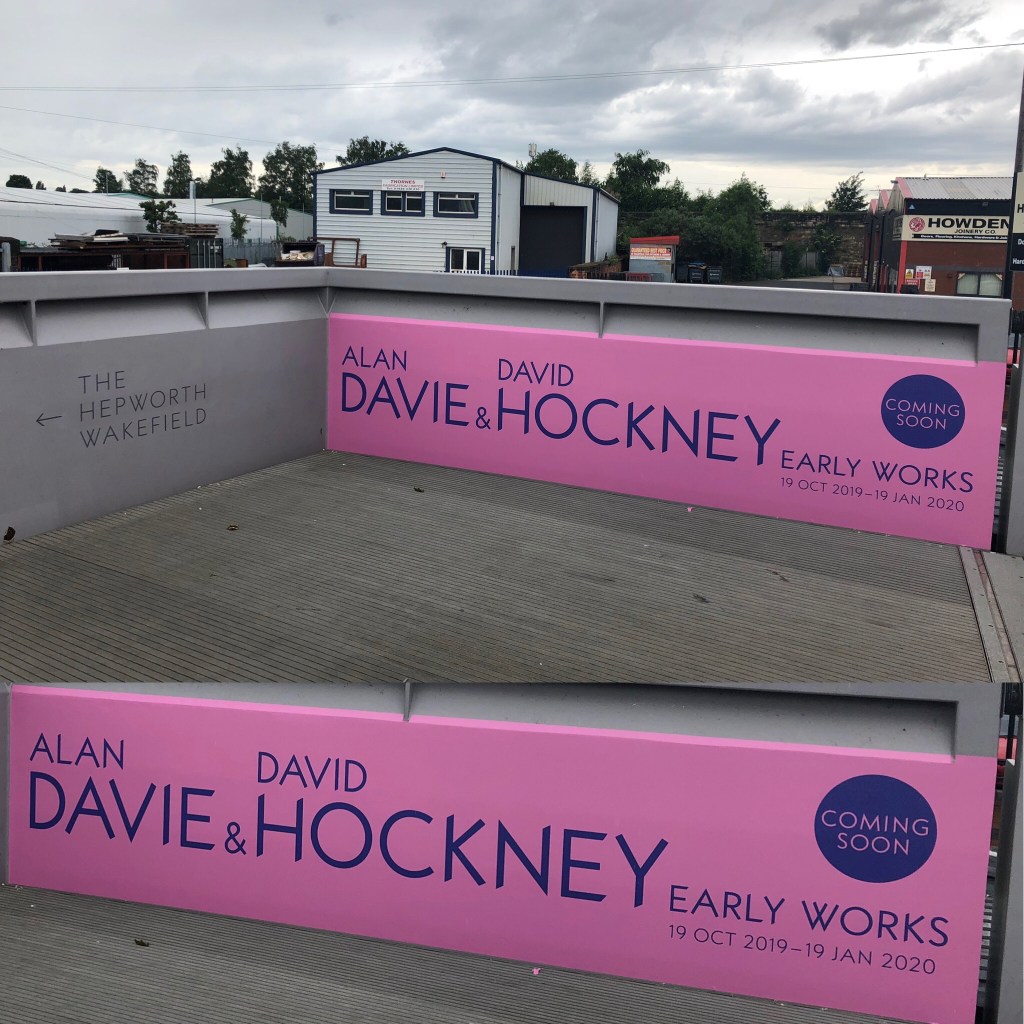 THORNES
HOWDEN
JOINERY CO.
THE
← HEPWORTH
WAKEFIELD
ALAN
DAVID
DAVIE & HOCKNEY
COMING
SOON
EARLY WORKS
19 OCT 2019–19 JAN 2020
ALAN
DAVID
DAVIE & HOCKNEY
COMING
SOON
EARLY WORKS
19 OCT 2019–19 JAN 2020